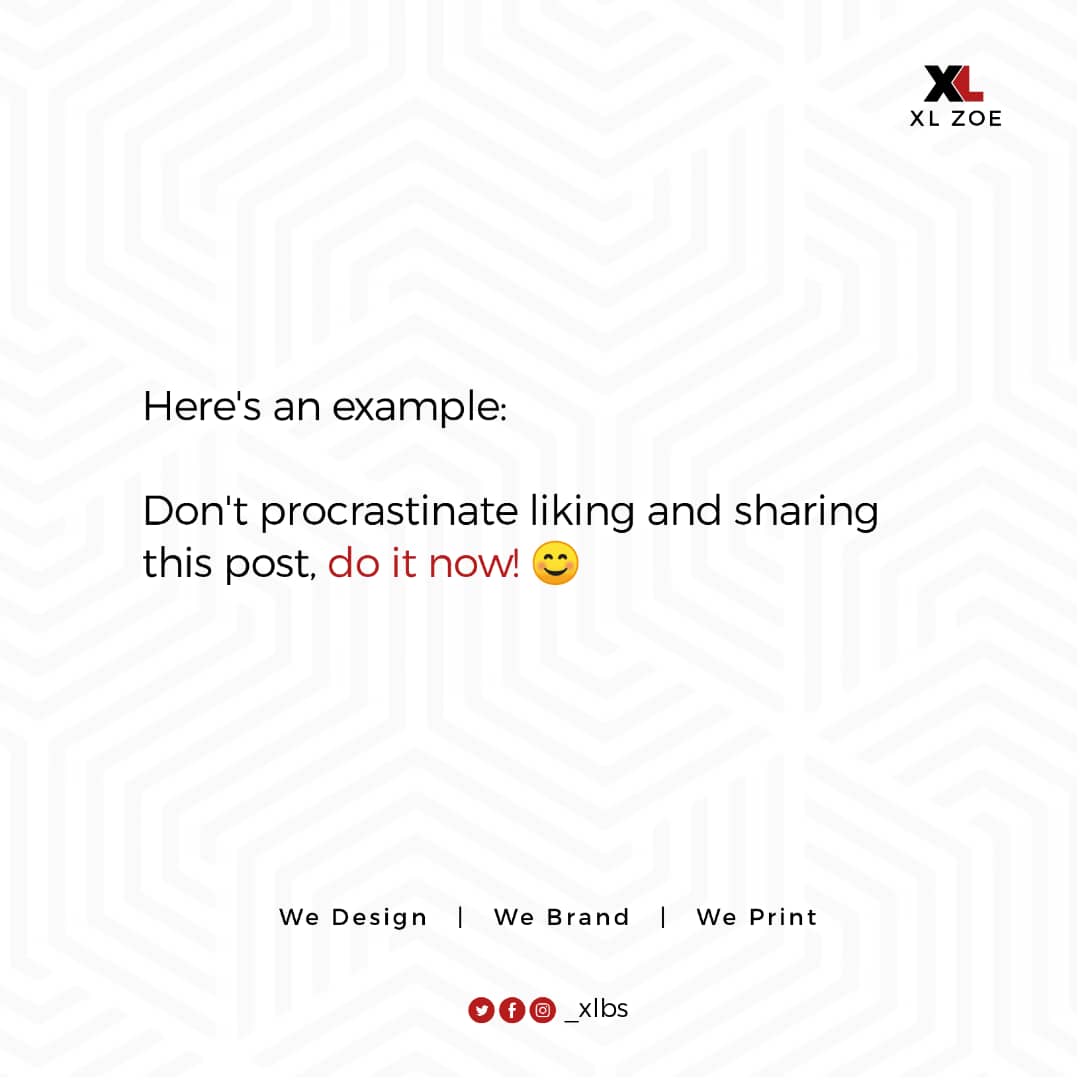 XL
XL ZOE
Here's an example:
Don't procrastinate liking and sharing
this post, do it now! 😊
We Design | We Brand | We Print
_xlbs